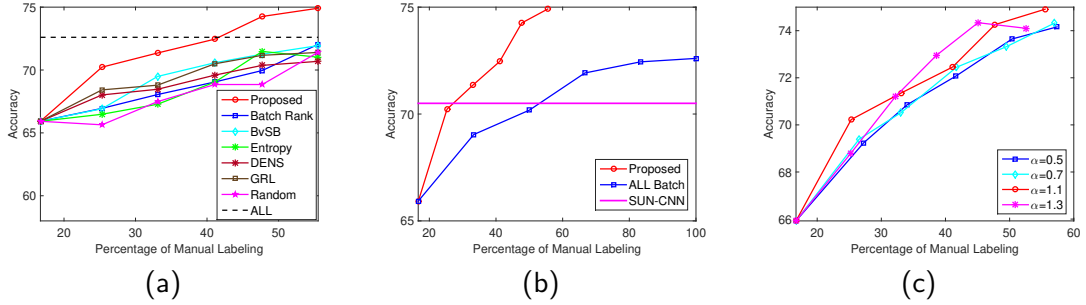 75
70
65
60
Accuracy
20
30
40
50
Percentage of Manual Labeling
Proposed
Batch Rank
BvSB
Entropy
DENS
GRL
Random
ALL
(a)
75
70
65
Accuracy
20
40
60
80
100
Percentage of Manual Labeling
Proposed
ALL Batch
SUN-CNN
(b)
74
72
70
68
66
Accuracy
20
30
40
50
60
Percentage of Manual Labeling
α=0.5
α=0.7
α=1.1
α=1.3
(c)